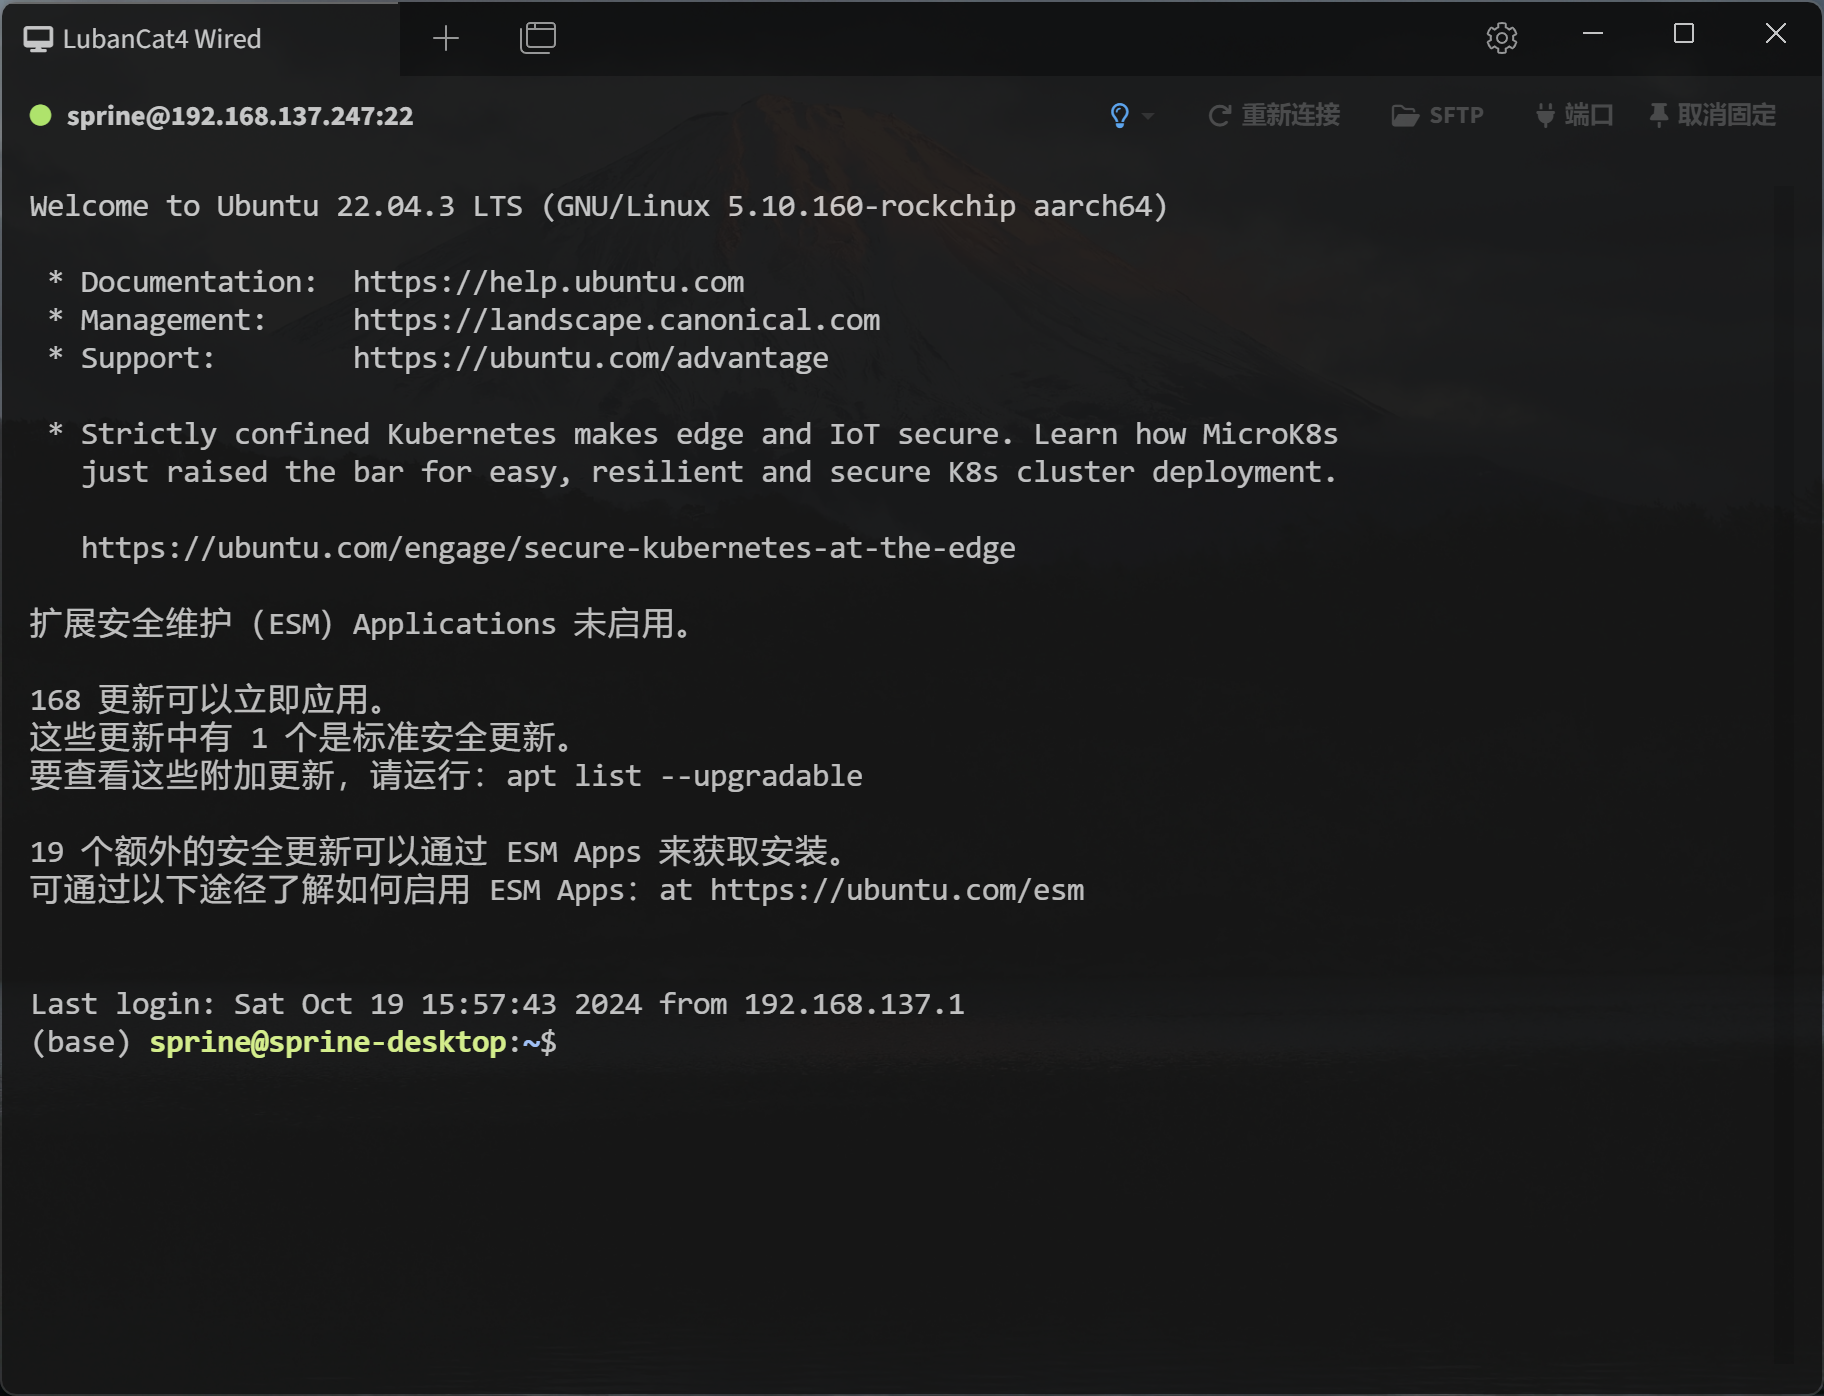 LubanCat4 Wired
sprine@192.168.137.247:22
重新连接
SFTP
端口
取消固定
Welcome to Ubuntu 22.04.3 LTS (GNU/Linux 5.10.160-rockchip aarch64)
* Documentation:  https://help.ubuntu.com
* Management:     https://landscape.canonical.com
* Support:        https://ubuntu.com/advantage
* Strictly confined Kubernetes makes edge and IoT secure. Learn how MicroK8s
just raised the bar for easy, resilient and secure K8s cluster deployment.
https://ubuntu.com/engage/secure-kubernetes-at-the-edge
扩展安全维护（ESM）Applications 未启用。
168 更新可以立即应用。
这些更新中有 1 个是标准安全更新。
要查看这些附加更新，请运行：apt list --upgradable
19 个额外的安全更新可以通过 ESM Apps 来获取安装。
可通过以下途径了解如何启用 ESM Apps：at https://ubuntu.com/esm
Last login: Sat Oct 19 15:57:43 2024 from 192.168.137.1
(base) sprine@sprine-desktop:~$